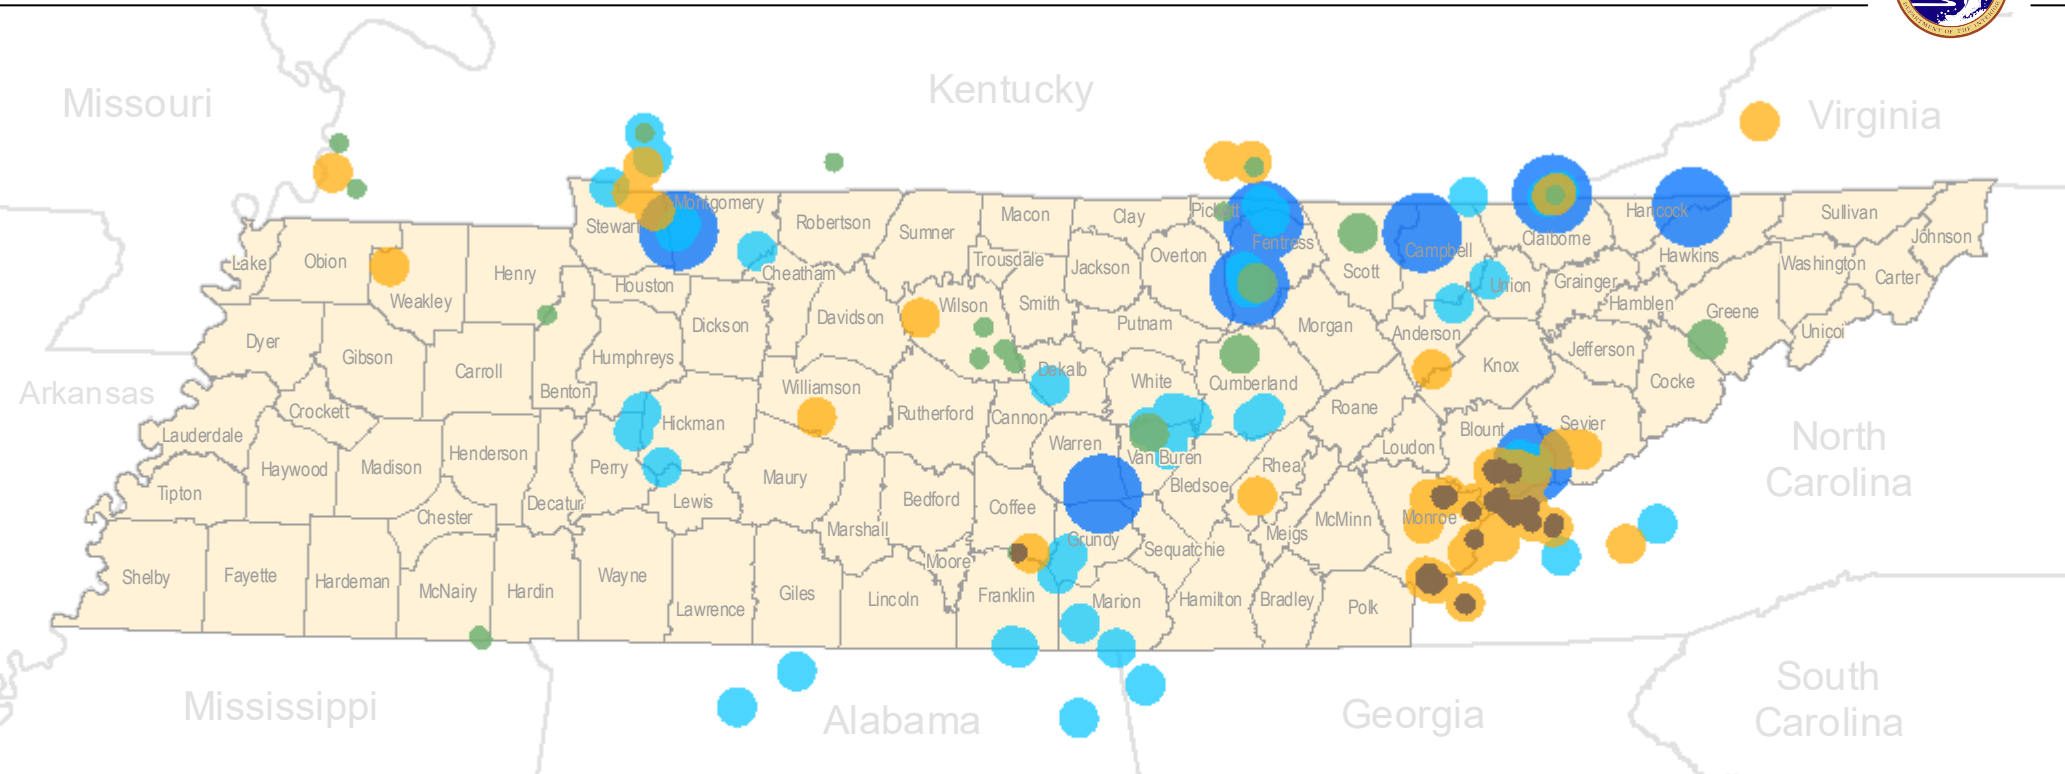 DEPARTMENT OF THE INTERIOR
Kentucky
Missouri
Virginia
Pickett
Montgomery
Hancock
Sullivan
Macon
Clay
Robertson
Stewart
Sumner
Fentress
Claiborne
Johnson
Campbell
Overton
Hawkins
Lake
Obion
Trousdale
Jackson
Washington
Henry
Cheatham
Scott
Carter
Houston
Union
Grainger
Weakley
Smith
Wilson
Hamblen
Greene
Davidson
Dickson
Putnam
Morgan
Anderson
Unicoi
Dyer
Gibson
Humphreys
Jefferson
Knox
Carroll
Dekalb
White
Cumberland
Cocke
Arkansas
Benton
Williamson
Crockett
Rutherford
Cannon
Roane
Hickman
Sevier
Blount
Lauderdale
North
Carolina
Warren
Loudon
Henderson
Van Buren
Haywood
Madison
Perry
Rhea
Maury
Bledsoe
Tipton
Decatur
Lewis
Bedford
Coffee
Chester
Monroe
McMinn
Marshall
Meigs
Grundy
Sequatchie
Moore
Shelby
Fayette
Hardeman
McNairy
Hardin
Wayne
Giles
Lincoln
Franklin
Marion
Hamilton
Bradley
Polk
Lawrence
South
Carolina
Mississippi
Alabama
Georgia